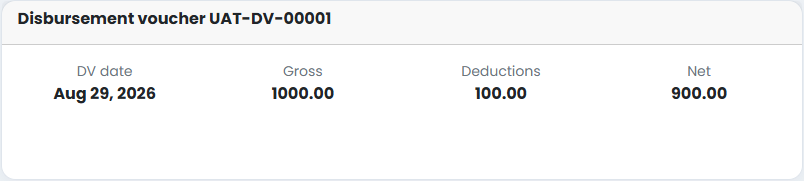 Disbursement voucher UAT-DV-00001
DV date Gross Deductions Net
Aug 29, 2026 1000.00 100.00 900.00